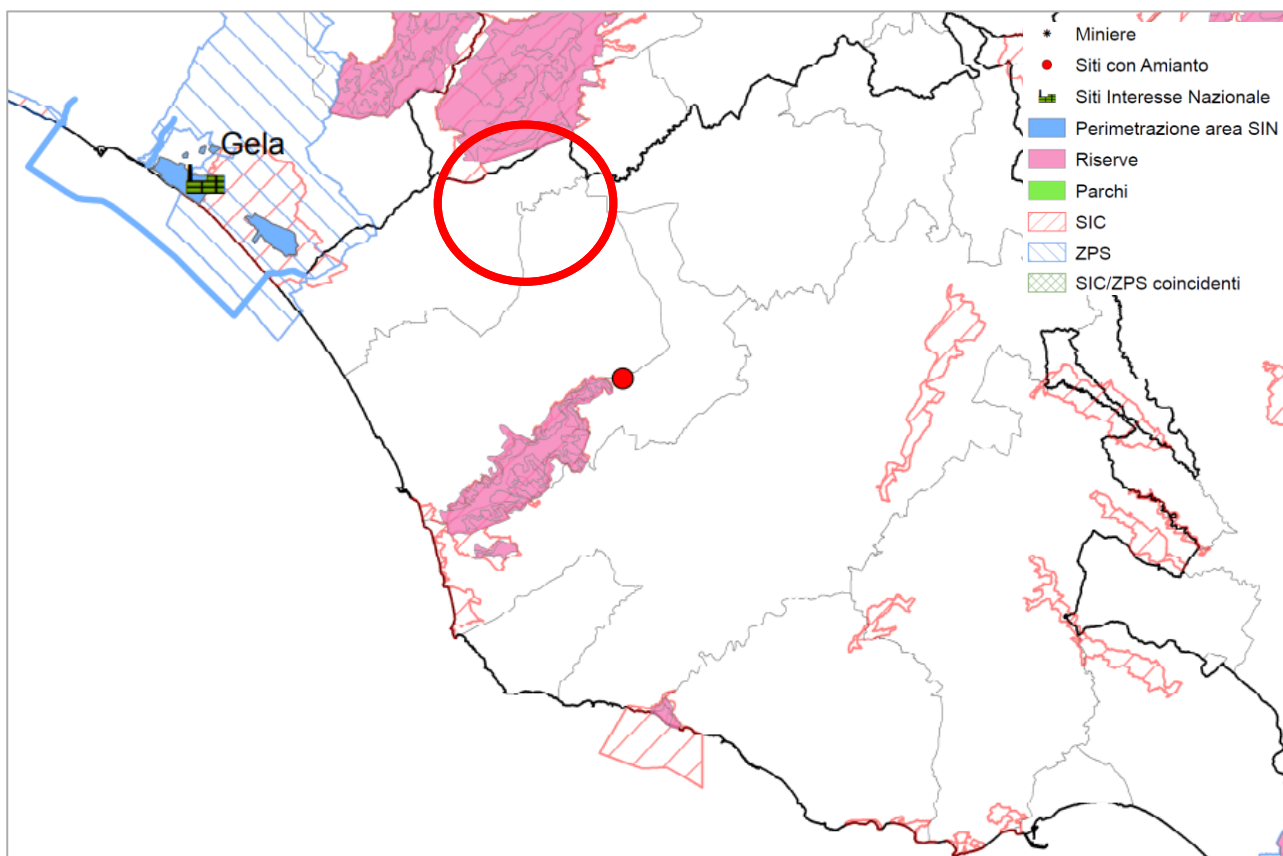 Gela
Miniere
Siti con Amianto
Siti Interesse Nazionale
Perimetrazione area SIN
Riserve
Parchi
SIC
ZPS
SIC/ZPS coincidenti